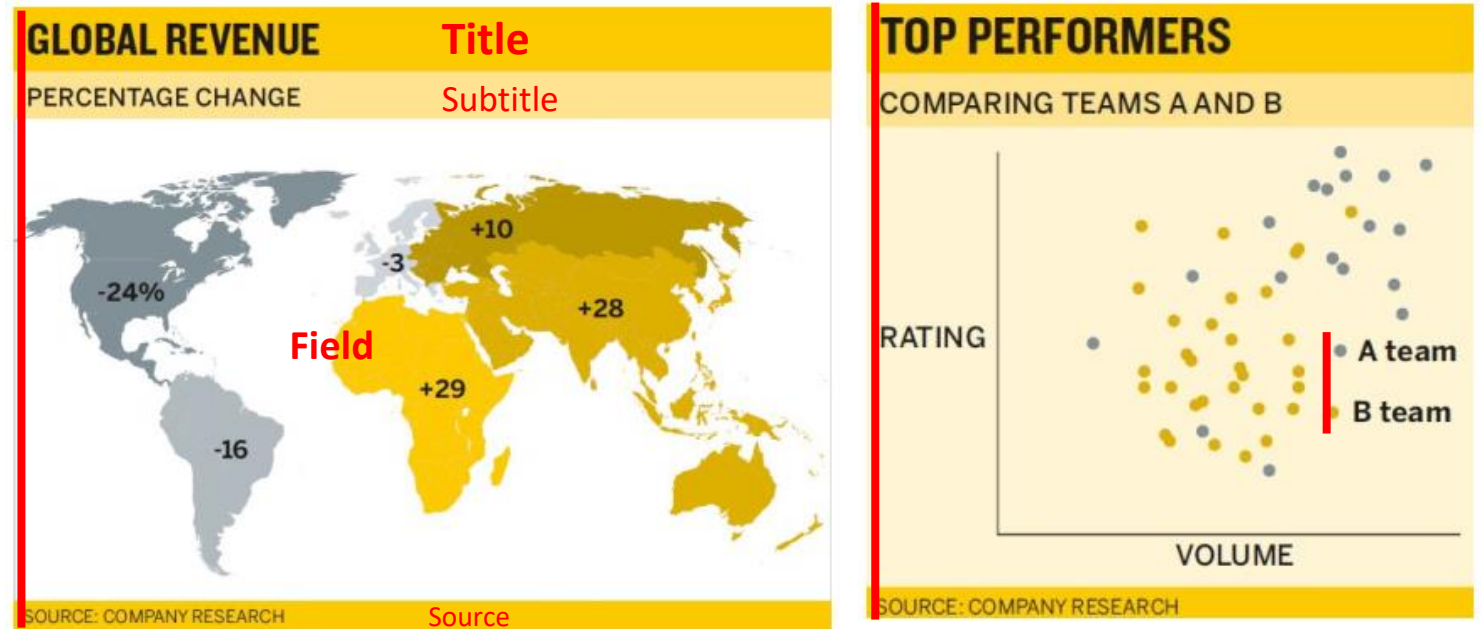 GLOBAL REVENUE Title
PERCENTAGE CHANGE Subtitle
+10
-3
-24%
+28
Field
+29
-16
SOURCE: COMPANY RESEARCH Source
TOP PERFORMERS
COMPARING TEAMS A AND B
RATING
A team
B team
VOLUME
SOURCE: COMPANY RESEARCH